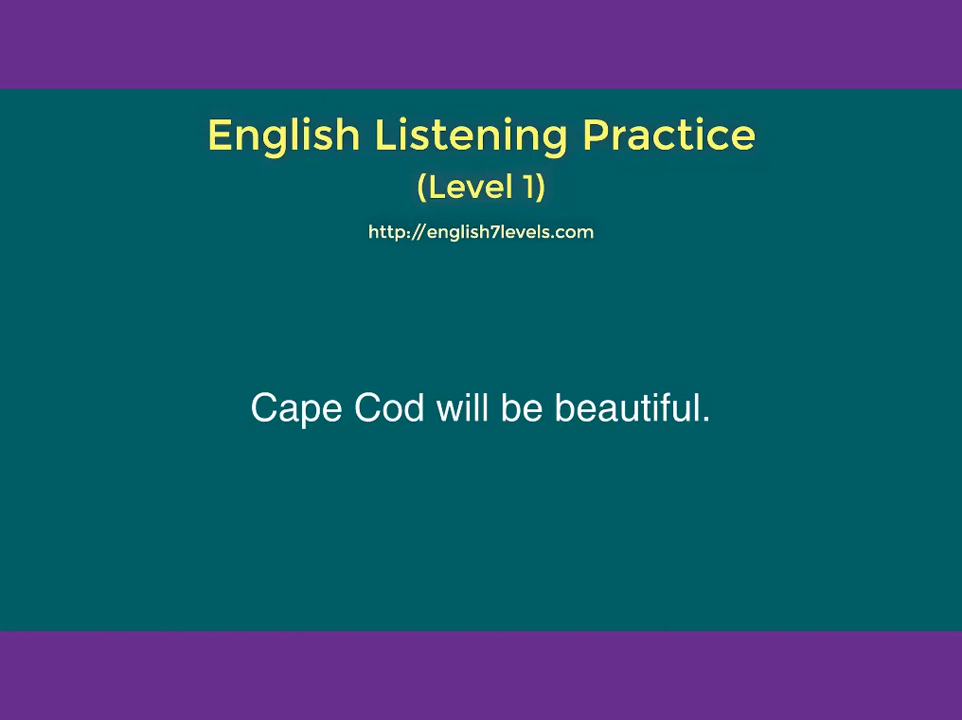 English Listening Practice
(Level 1)
http://english7levels.com
Cape Cod will be beautiful.